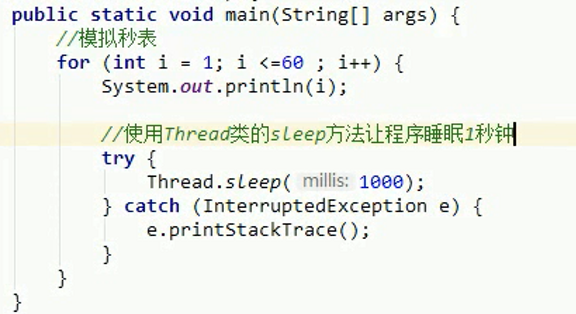 public static void main(String[] args) {
//模拟秒表
for (int i = 1; i <=60 ; i++) {
System.out.println(i);
//使用Thread类的sleep方法让程序睡眠1秒钟
try {
Thread.sleep( millis: 1000);
} catch (InterruptedException e) {
e.printStackTrace();
}
}
}